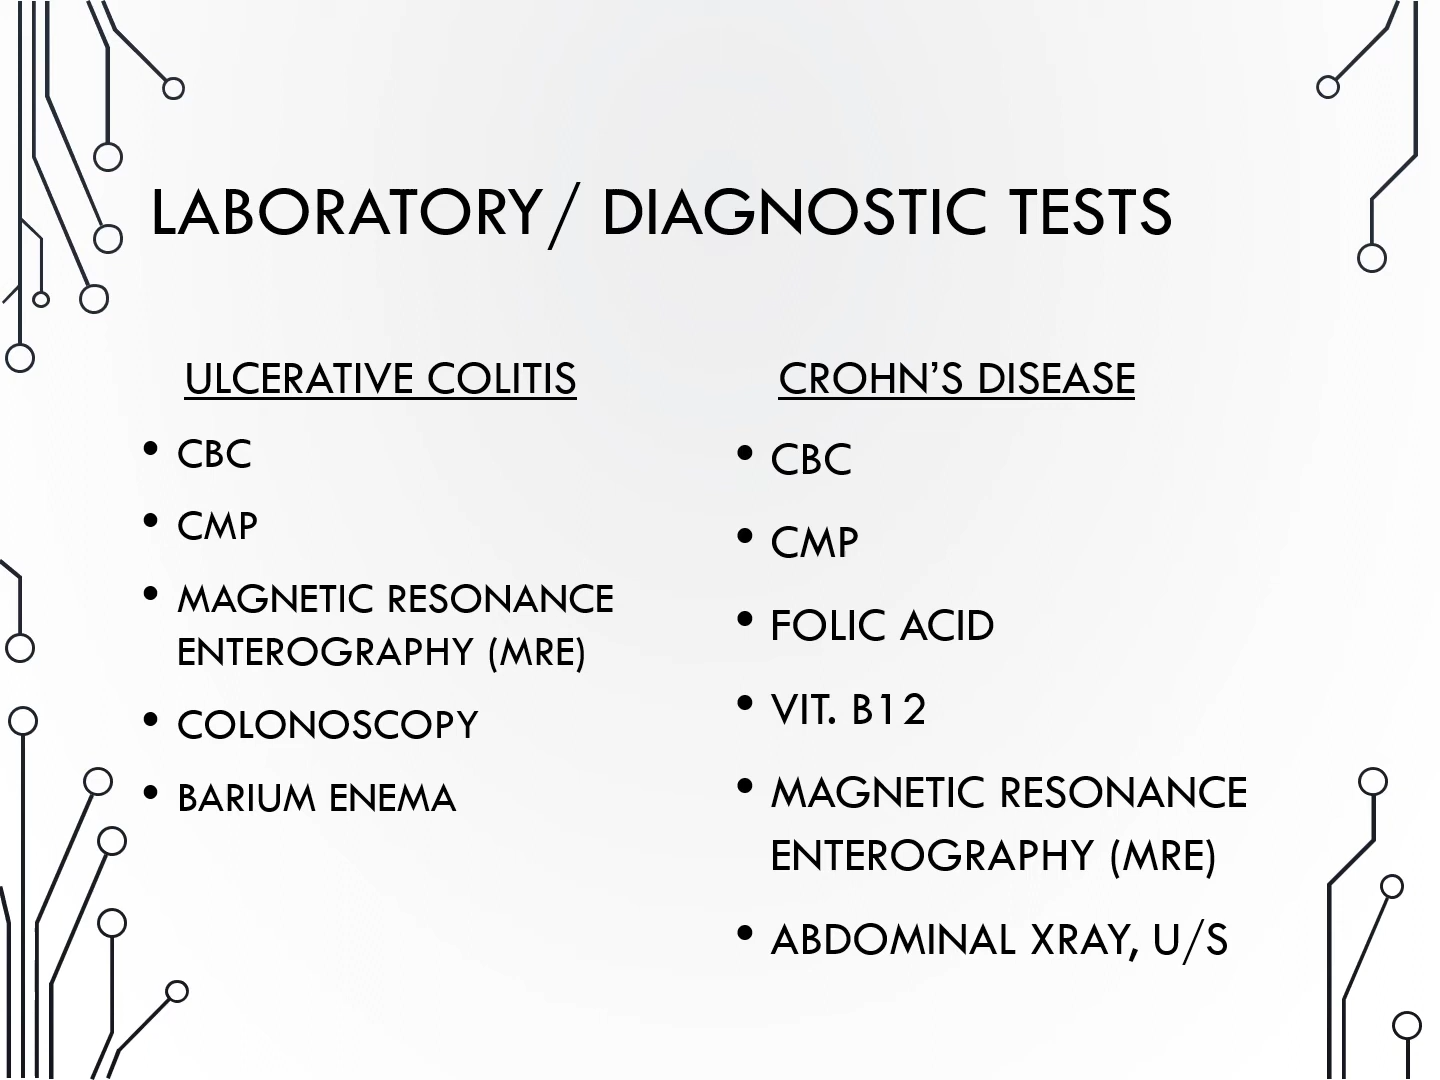 LABORATORY/ DIAGNOSTIC TESTS
ULCERATIVE COLITIS
• CBC
• CMP
• MAGNETIC RESONANCE
ENTEROGRAPHY (MRE)
• COLONOSCOPY
• BARIUM ENEMA
CROHN’S DISEASE
• CBC
• CMP
• FOLIC ACID
• VIT. B12
• MAGNETIC RESONANCE
ENTEROGRAPHY (MRE)
• ABDOMINAL XRAY, U/S